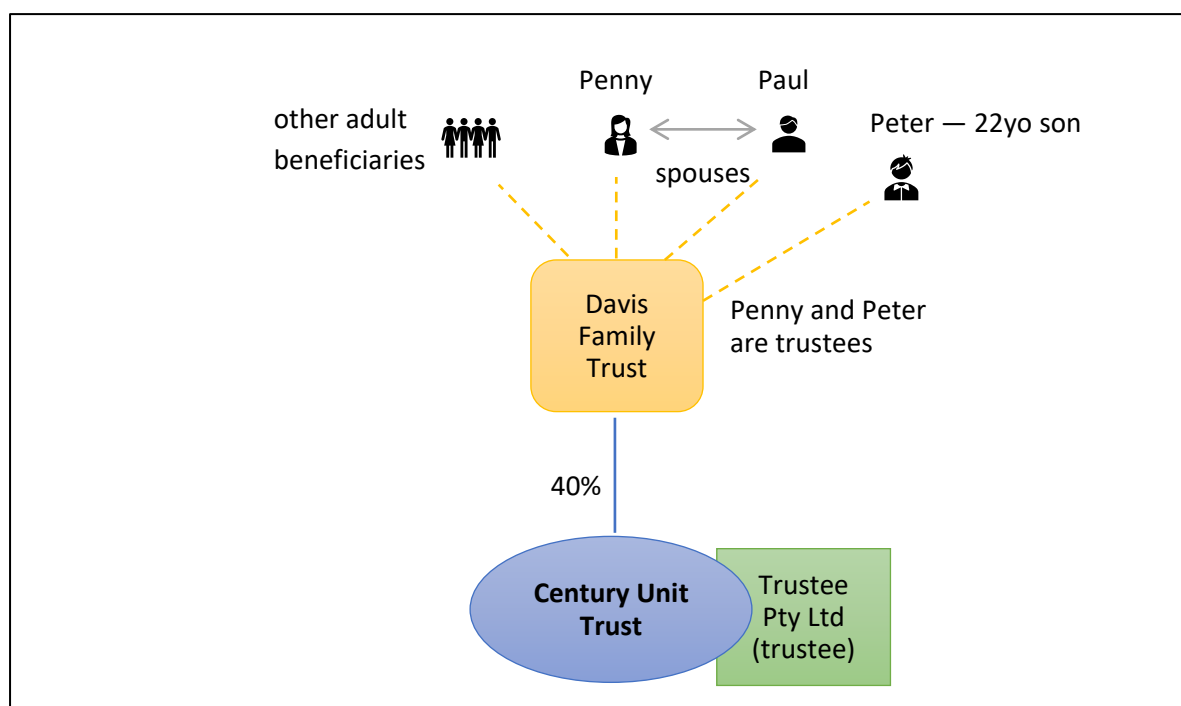 Penny
Paul
other adult
beneficiaries
Peter — 22yo son
spouses
Davis
Family
Trust
Penny and Peter
are trustees
40%
Century Unit
Trust
Trustee
Pty Ltd
(trustee)